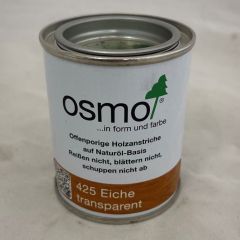 osmo
...in form und farbe
Offenporige Holzanstriche
auf Naturöl-Basis
Reißen nicht, blättern nicht,
schuppen nicht ab
425 Eiche
transparent